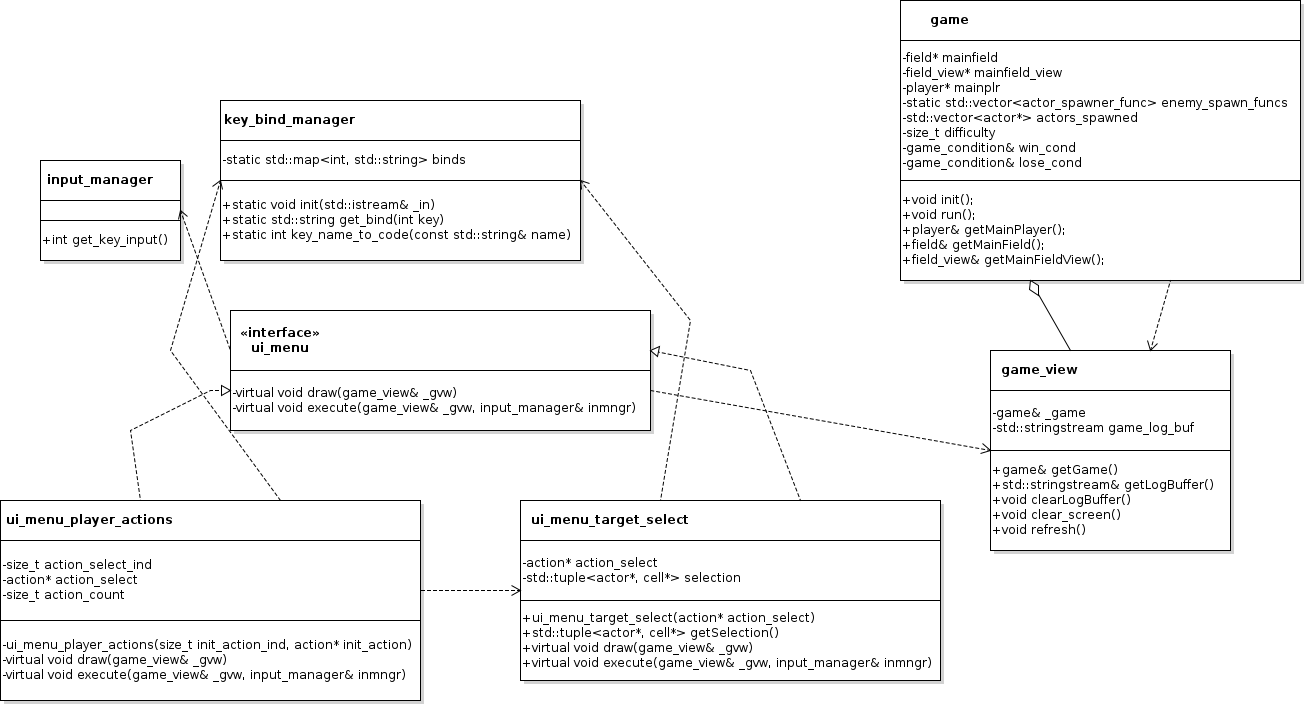 game
-field* mainfield
-field_view* mainfield_view
-player* mainplr
-static std::vector<actor_spawner_func> enemy_spawn_funcs
-std::vector<actor*> actors_spawned
-size_t difficulty
-game_condition& win_cond
-game_condition& lose_cond
+void init();
+void run();
+player& getMainPlayer();
+field& getMainField();
+field_view& getMainFieldView();
key_bind_manager
-static std::map<int, std::string> binds
+static void init(std::istream& _in)
+static std::string get_bind(int key)
+static int key_name_to_code(const std::string& name)
input_manager
+int get_key_input()
«interface»
ui_menu
-virtual void draw(game_view& _gvw)
-virtual void execute(game_view& _gvw, input_manager& inmngr)
game_view
-game& _game
-std::stringstream game_log_buf
+game& getGame()
+std::stringstream& getLogBuffer()
+void clearLogBuffer()
+void clear_screen()
+void refresh()
ui_menu_player_actions
-size_t action_select_ind
-action* action_select
-size_t action_count
-ui_menu_player_actions(size_t init_action_ind, action* init_action)
-virtual void draw(game_view& _gvw)
-virtual void execute(game_view& _gvw, input_manager& inmngr)
ui_menu_target_select
-action* action_select
-std::tuple<actor*, cell*> selection
+ui_menu_target_select(action* action_select)
+std::tuple<actor*, cell*> getSelection()
+virtual void draw(game_view& _gvw)
+virtual void execute(game_view& _gvw, input_manager& inmngr)